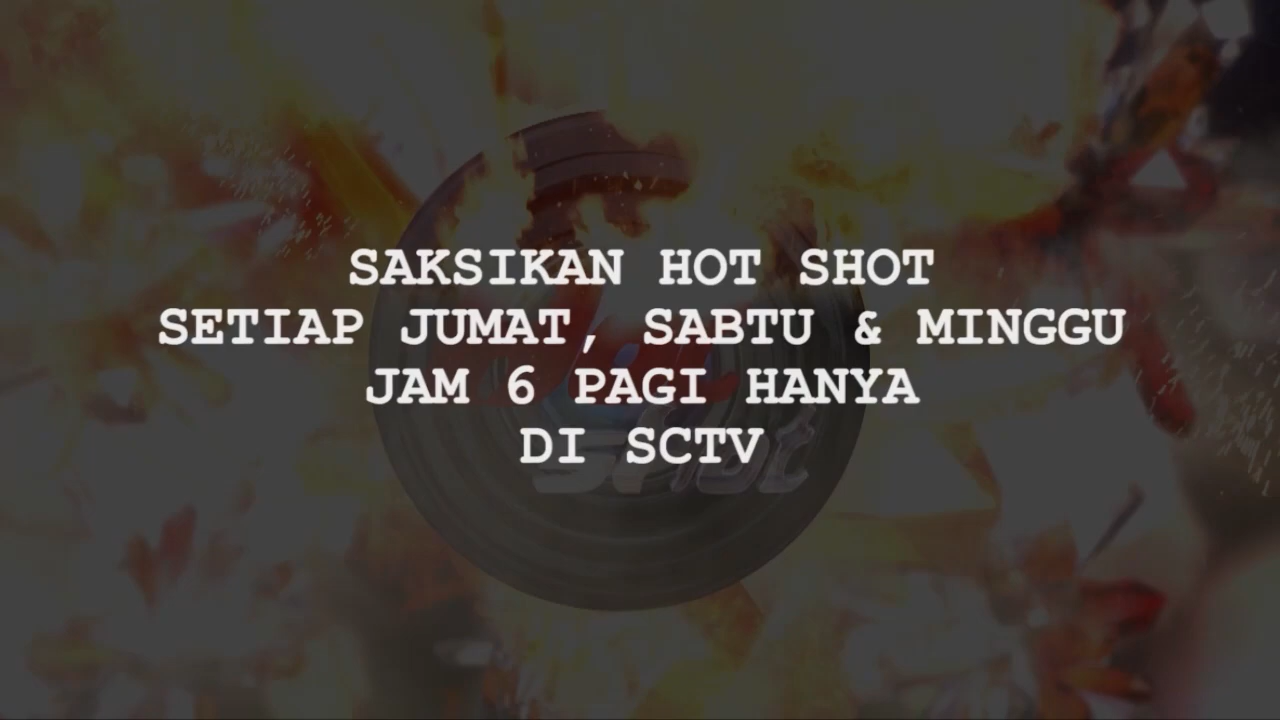 SAKSIKAN HOT SHOT
SETIAP JUMAT, SABTU & MINGGU
JAM 6 PAGI HANYA
DI SCTV